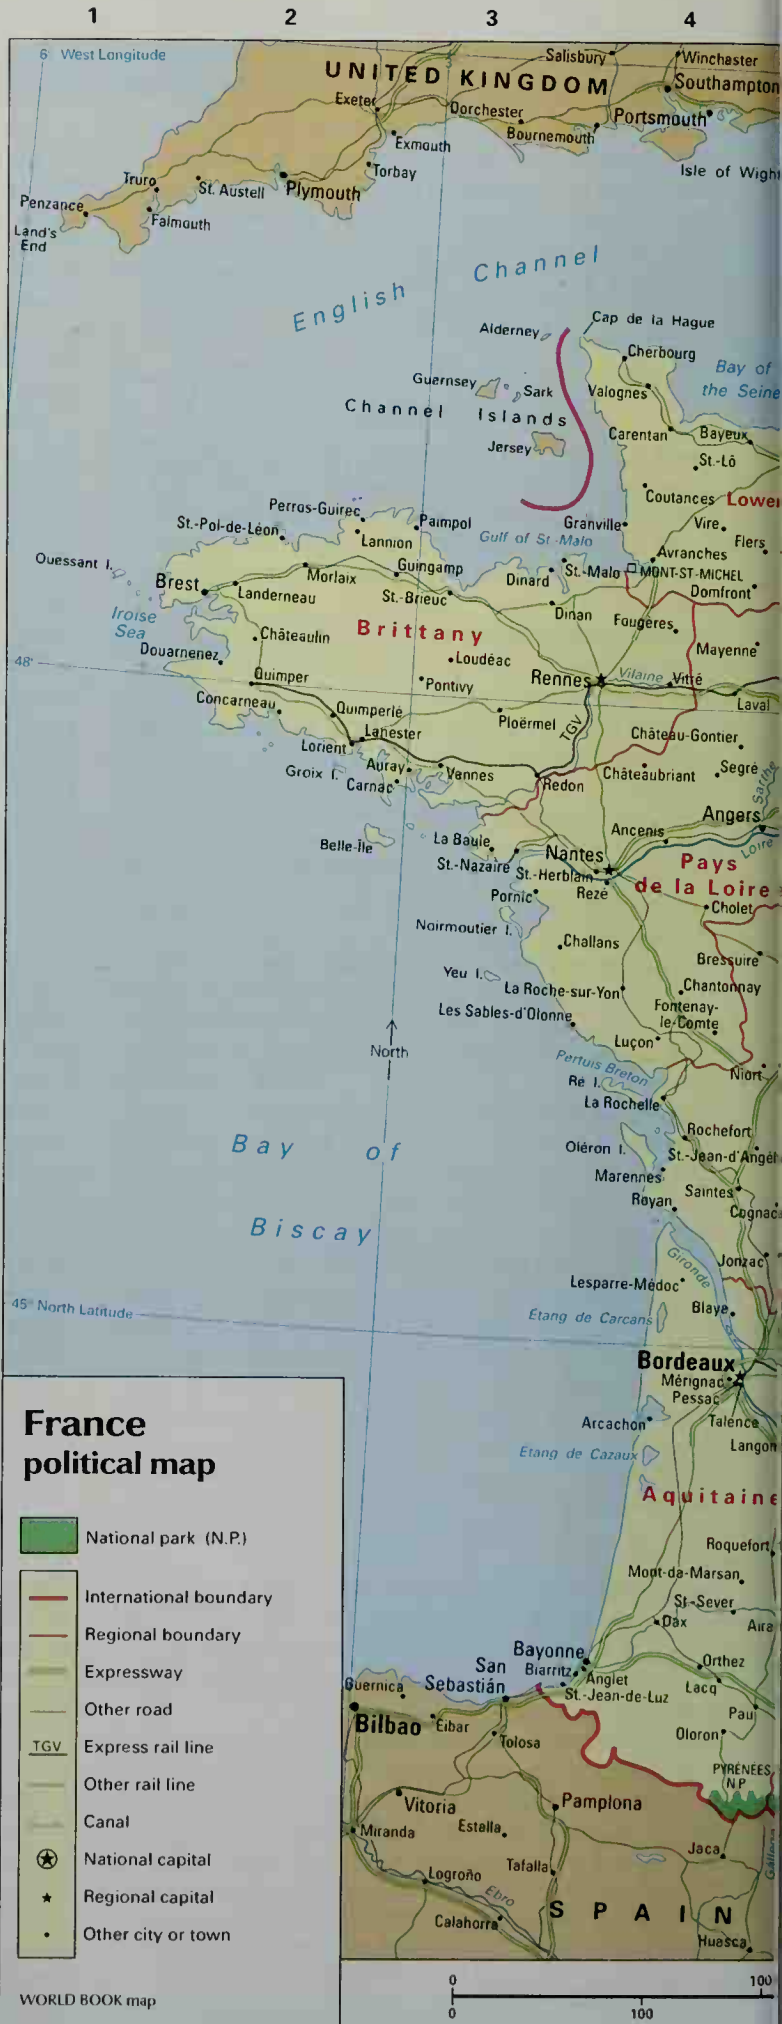 1 2 3 4
6° West Longitude
Salisbury
Winchester
UNITED KINGDOM
Southampton
Exeter
Dorchester
Portsmouth
Bournemouth
Exmouth
Torbay
Isle of Wight
Truro
St. Austell
Plymouth
Penzance
Falmouth
Land's
End
English Channel
Alderney
Cap de la Hague
Cherbourg
Bay of
the Seine
Guernsey
Sark
Valognes
Channel Islands
Carentan
Bayeux
Jersey
St.-Lô
Coutances
Lower
Perros-Guirec
Paimpol
St.-Pol-de-Léon
Lannion
Gulf of St-Malo
Granville
Vire
Flers
Ouessant I.
Guingamp
Avranches
Morlaix
Dinard
St.-Malo
MONT-ST-MICHEL
Brest
Landerneau
St.-Brieuc
Domfront
Iroise
Sea
Dinan
Fougères
Châteaulin
Brittany
Mayenne
Douarnenez
Loudéac
48°
Quimper
Pontivy
Rennes
Vilaine
Vitré
Laval
Concarneau
Quimperlé
Ploërmel
TGV
Lanester
Château-Gontier
Lorient
Auray
Vannes
Segré
Sarthe
Groix I.
Carnac
Redon
Châteaubriant
Angers
Ancenis
Loire
Belle-Île
La Baule
St.-Nazaire
Nantes
St.-Herblain
Rezé
Pays
de la Loire
Pornic
Cholet
Noirmoutier I.
Challans
Bressuire
Yeu I.
La Roche-sur-Yon
Chantonnay
Les Sables-d'Olonne
Fontenay-
le-Comte
Luçon
North
Pertuis Breton
Niort
Ré I.
La Rochelle
Rochefort
Bay of
Biscay
Oléron I.
St.-Jean-d'Angél
Marennes
Saintes
Royan
Cognac
Gironde
Jonzac
Lesparre-Médoc
45° North Latitude
Étang de Carcans
Blaye
Bordeaux
Mérignac
Pessac
Arcachon
Talence
Étang de Cazaux
Langon
Aquitaine
Roquefort
Mont-de-Marsan
St.-Sever
Dax
Aira
Bayonne
Biarritz
Anglet
Orthez
San
Sebastián
St.-Jean-de-Luz
Lacq
Guernica
Pau
Bilbao
Eibar
Tolosa
Oloron
PYRÉNÉES
N.P.
Vitoria
Pamplona
Miranda
Estella
Jaca
Gállego
Logroño
Tafalla
Ebro
SPAIN
Calahorra
Huasca
France
political map
National park (N.P.)
International boundary
Regional boundary
Expressway
Other road
TGV Express rail line
Other rail line
Canal
National capital
Regional capital
Other city or town
WORLD BOOK map
0 100
0 100